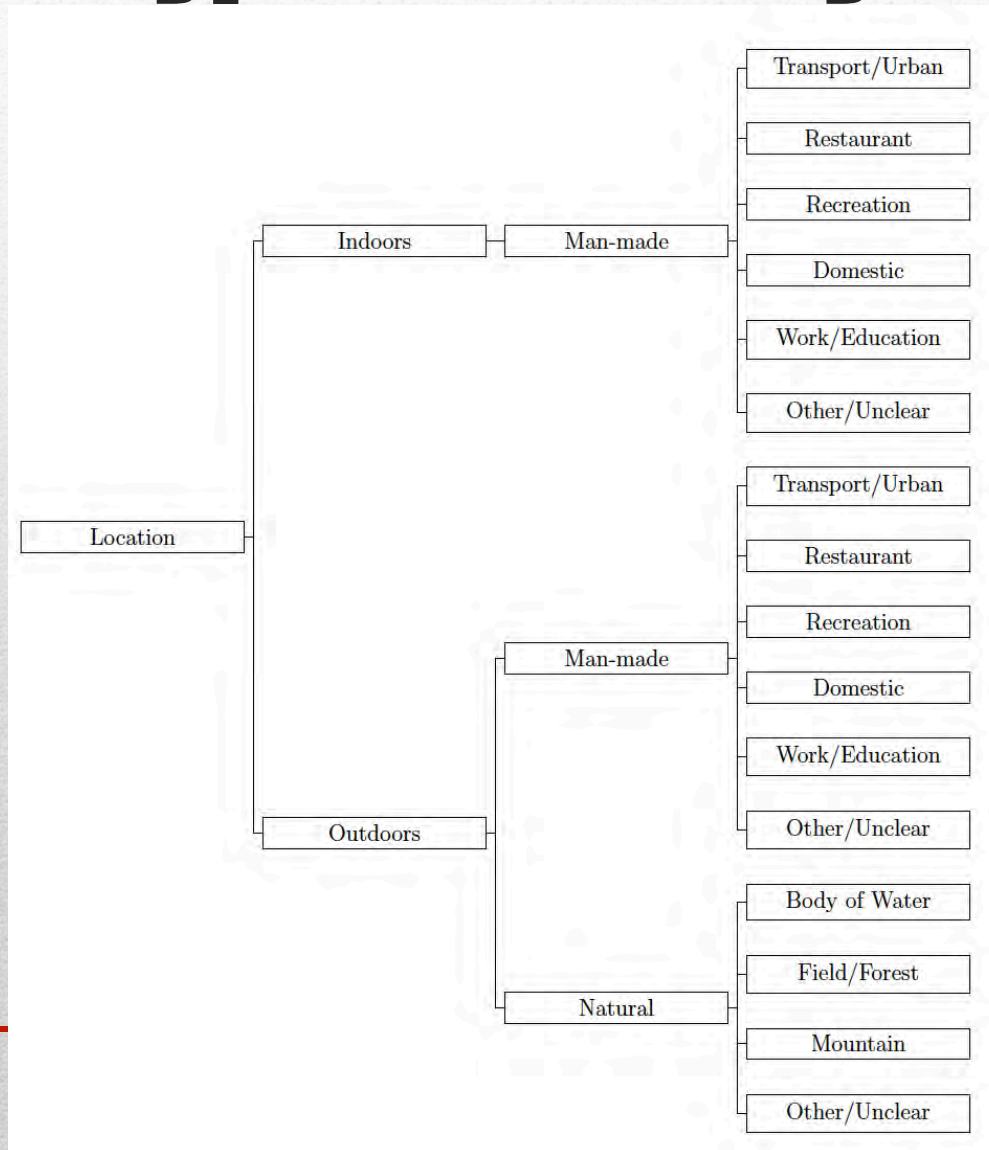 Location
Indoors
Man-made
Transport/Urban
Restaurant
Recreation
Domestic
Work/Education
Other/Unclear
Outdoors
Man-made
Transport/Urban
Restaurant
Recreation
Domestic
Work/Education
Other/Unclear
Natural
Body of Water
Field/Forest
Mountain
Other/Unclear